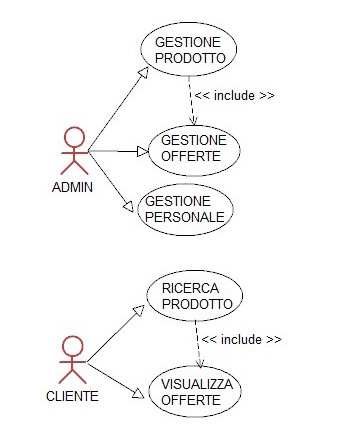 GESTIONE
PRODOTTO
<< include >>
GESTIONE
OFFERTE
ADMIN
GESTIONE
PERSONALE
RICERCA
PRODOTTO
<< include >>
VISUALIZZA
OFFERTE
CLIENTE